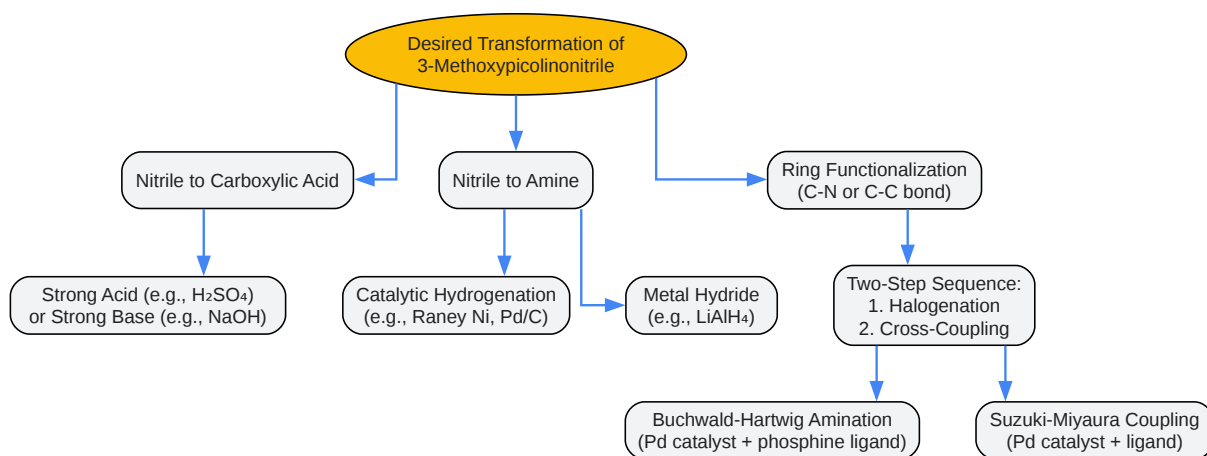 Desired Transformation of
3-Methoxypicolinonitrile
Nitrile to Carboxylic Acid
Nitrile to Amine
Ring Functionalization
(C-N or C-C bond)
Strong Acid (e.g., H₂SO₄)
or Strong Base (e.g., NaOH)
Catalytic Hydrogenation
(e.g., Raney Ni, Pd/C)
Metal Hydride
(e.g., LiAlH₄)
Two-Step Sequence:
1. Halogenation
2. Cross-Coupling
Buchwald-Hartwig Amination
(Pd catalyst + phosphine ligand)
Suzuki-Miyaura Coupling
(Pd catalyst + ligand)